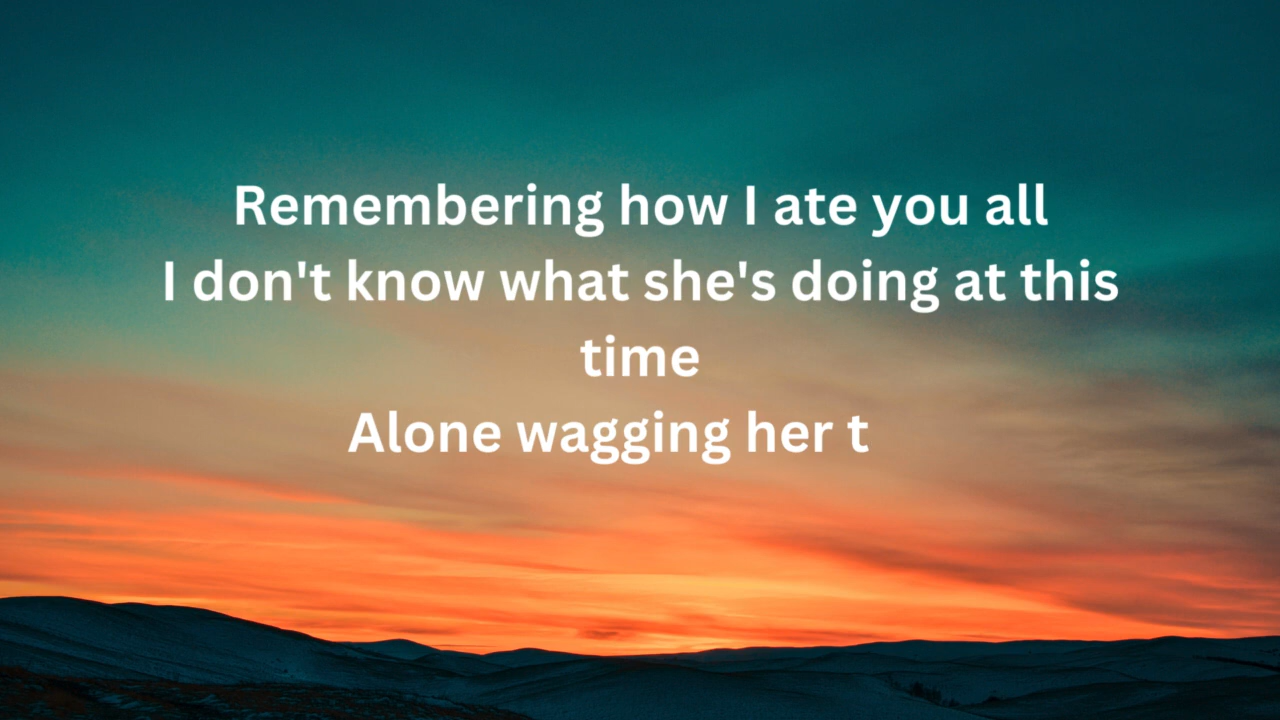 Remembering how I ate you all
I don't know what she's doing at this
time
Alone wagging her t